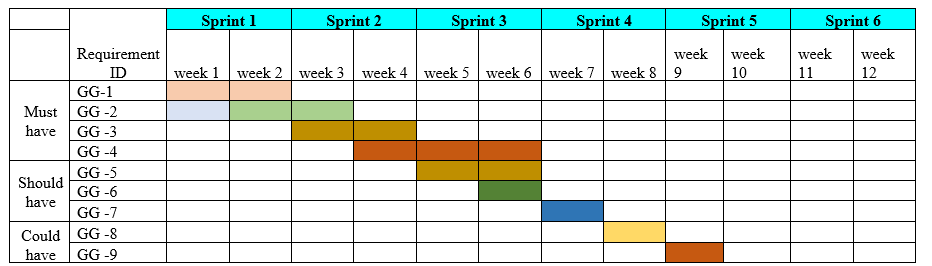 Sprint 1 Sprint 2 Sprint 3 Sprint 4 Sprint 5 Sprint 6
Requirement
ID
week 1 week 2 week 3 week 4 week 5 week 6 week 7 week 8 week
9 week
10 week
11 week
12
Must
have
GG-1
GG -2
GG -3
GG -4
Should
have
GG -5
GG -6
GG -7
Could
have
GG -8
GG -9